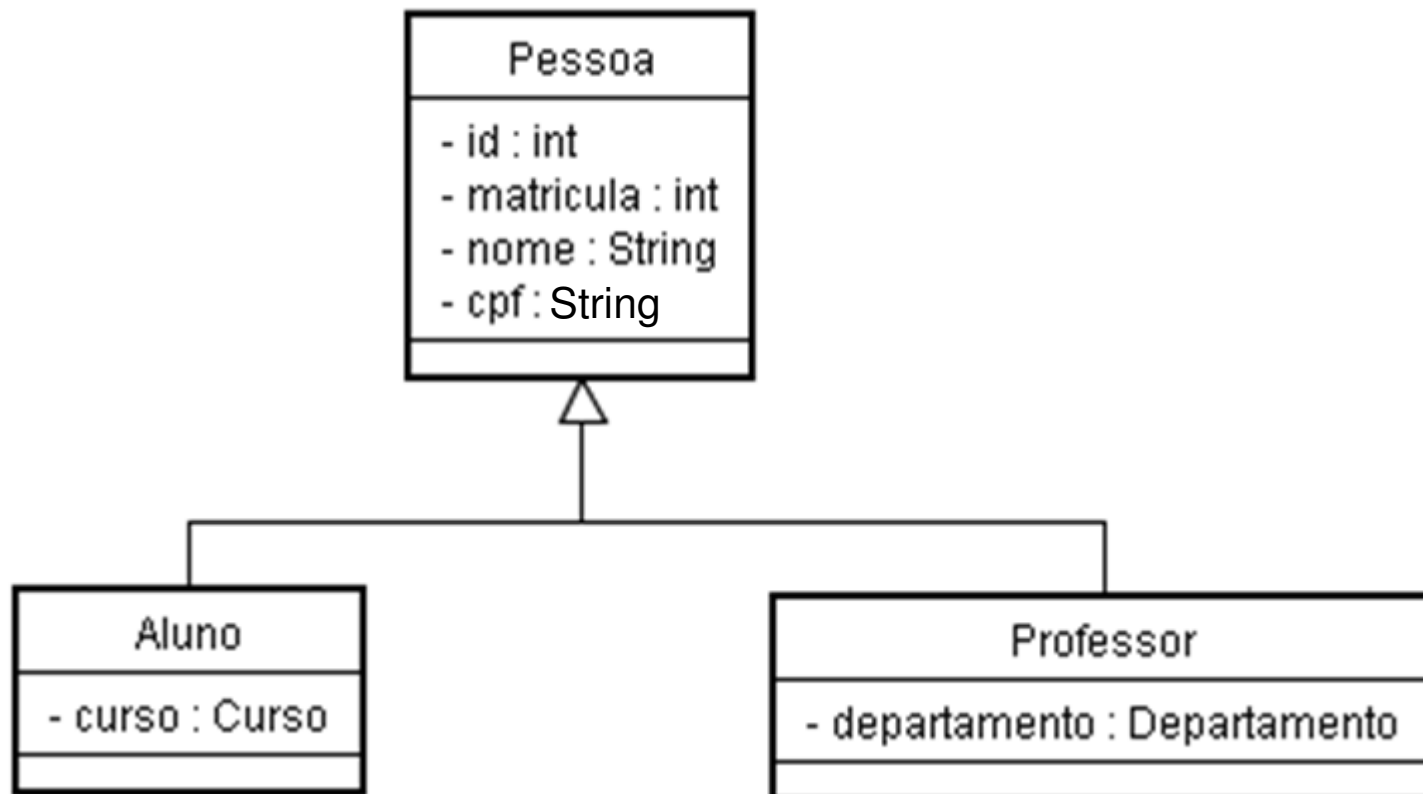 Pessoa
- id : int
- matricula : int
- nome : String
- cpf : String
Aluno
- curso : Curso
Professor
- departamento : Departamento